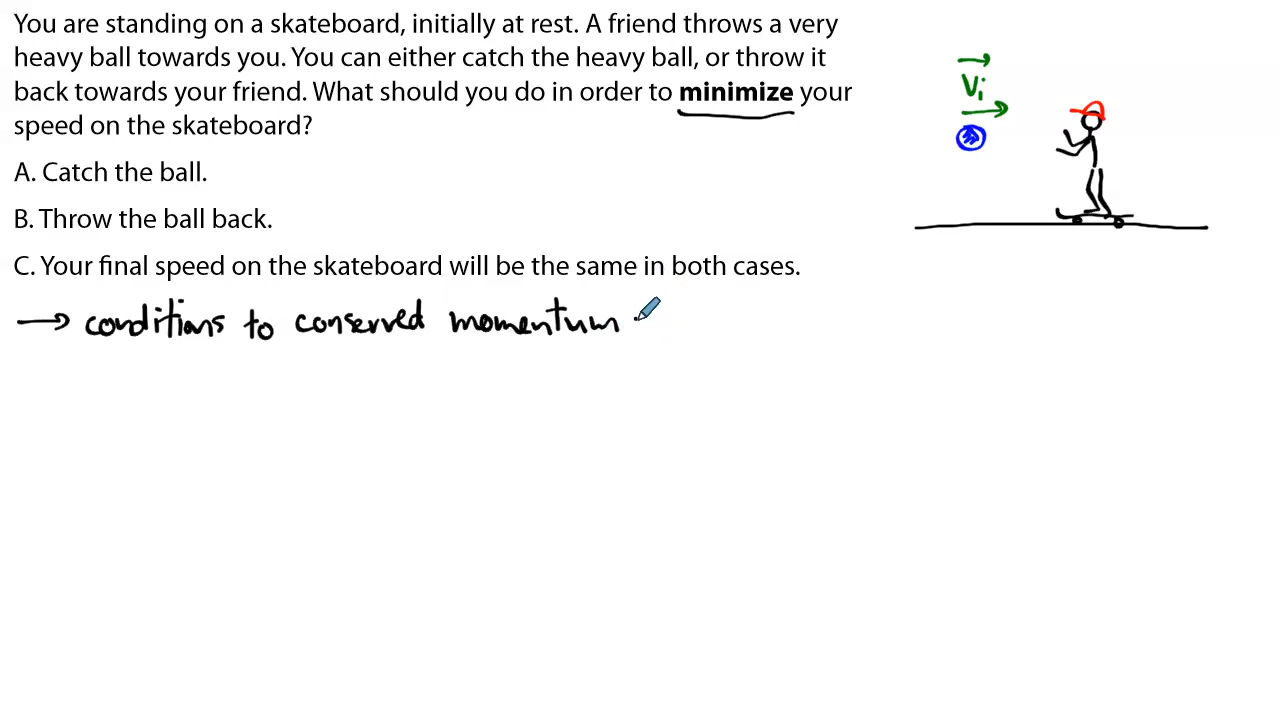 You are standing on a skateboard, initially at rest. A friend throws a very
heavy ball towards you. You can either catch the heavy ball, or throw it
back towards your friend. What should you do in order to minimize your
speed on the skateboard?
A. Catch the ball.
B. Throw the ball back.
C. Your final speed on the skateboard will be the same in both cases.
→ conditions to conserved momentum
Vi